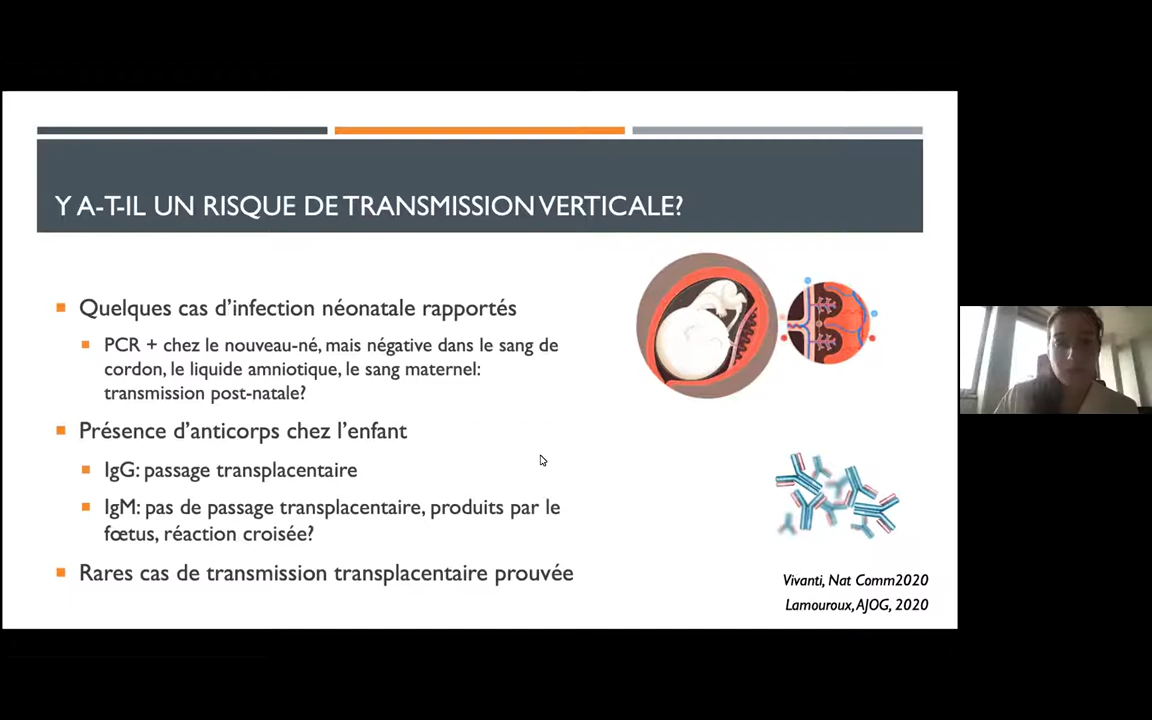 Y A-T-IL UN RISQUE DE TRANSMISSION VERTICALE?
Quelques cas d’infection néonatale rapportés
PCR + chez le nouveau-né, mais négative dans le sang de
cordon, le liquide amniotique, le sang maternel:
transmission post-natale?
Présence d’anticorps chez l’enfant
IgG: passage transplacentaire
IgM: pas de passage transplacentaire, produits par le
fœtus, réaction croisée?
Rares cas de transmission transplacentaire prouvée
Vivanti, Nat Comm2020
Lamouroux, AJOG, 2020